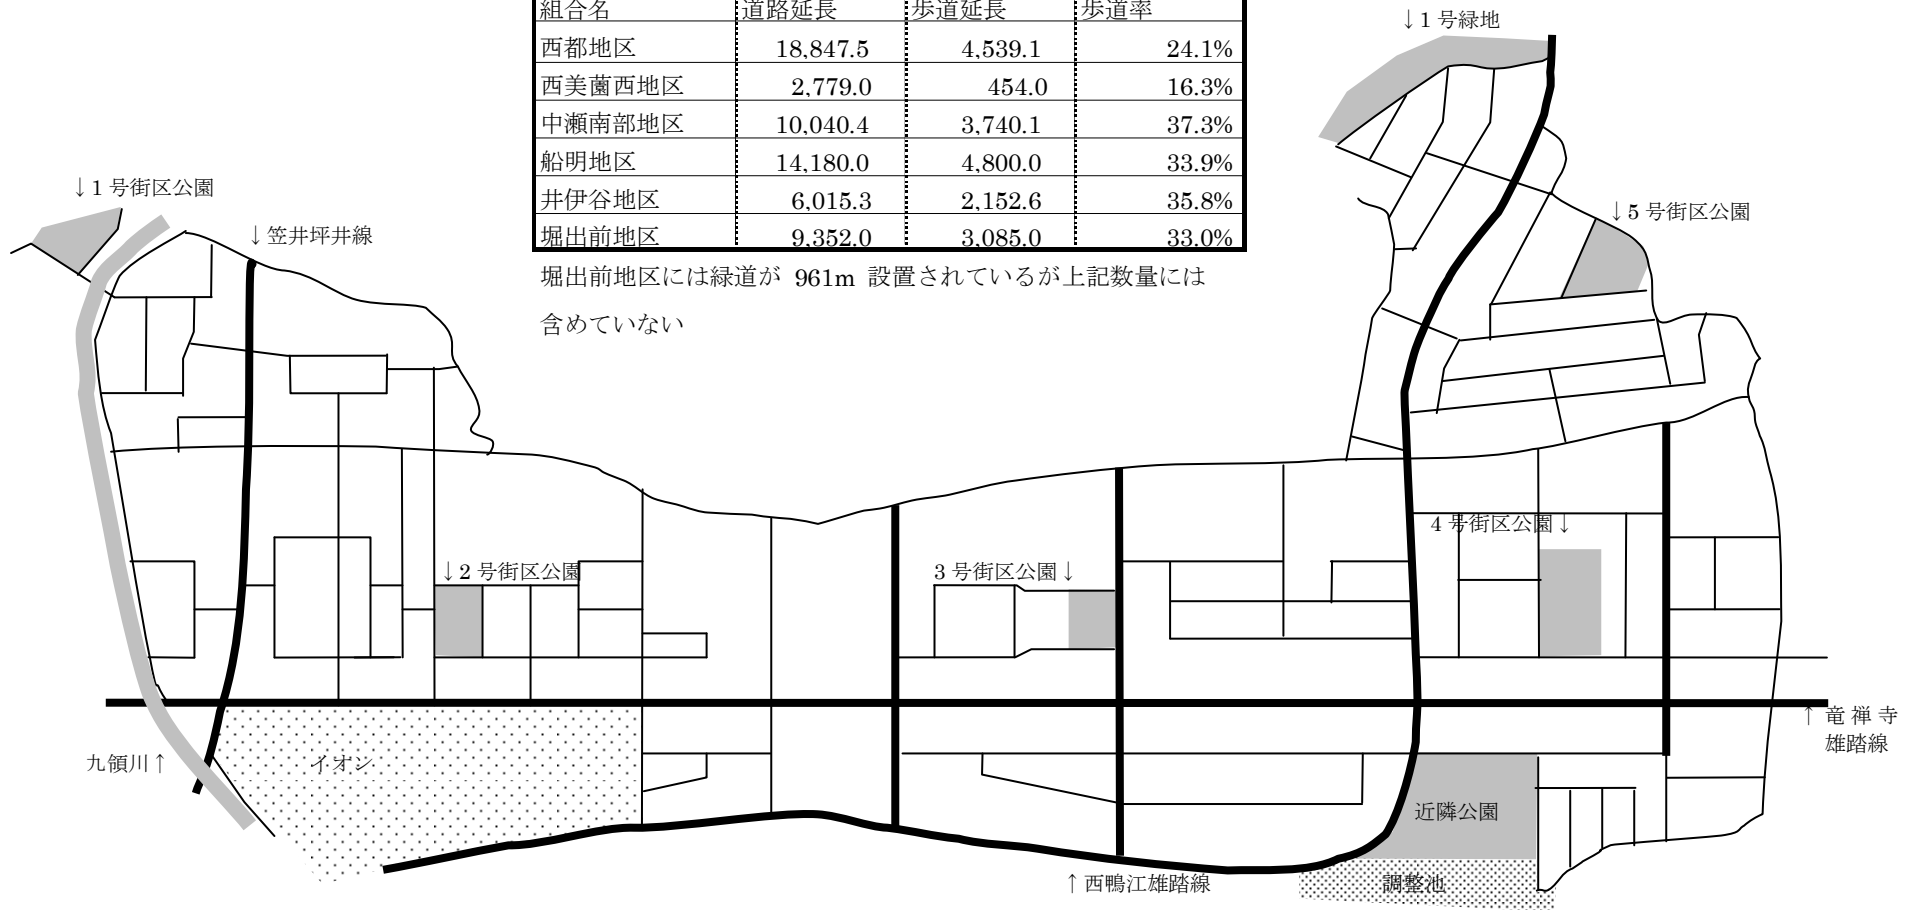 組合名 道路延長 歩道延長 歩道率
西都地区 18,847.5 4,539.1 24.1%
西美薗西地区 2,779.0 454.0 16.3%
中瀬南部地区 10,040.4 3,740.1 37.3%
船明地区 14,180.0 4,800.0 33.9%
井伊谷地区 6,015.3 2,152.6 35.8%
堀出前地区 9,352.0 3,085.0 33.0%
堀出前地区には緑道が 961m 設置されているが上記数量には
含めていない
↓1号緑地
↓1号街区公園
↓笠井坪井線
↓5号街区公園
4号街区公園↓
↓2号街区公園
3号街区公園↓
↑竜禅寺
雄踏線
九領川↑
イオン
近隣公園
↑西鴨江雄踏線
調整池